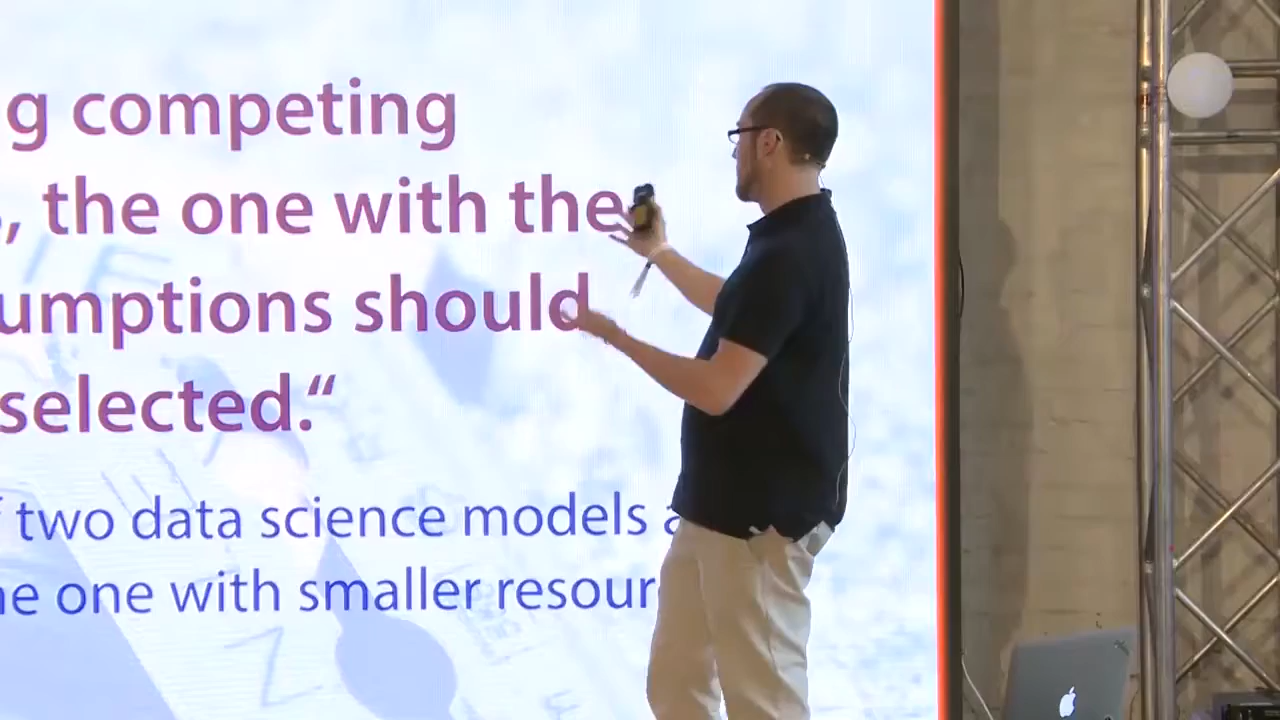 g competing
, the one with the
umptions should
selected.“
two data science models
one with smaller resour